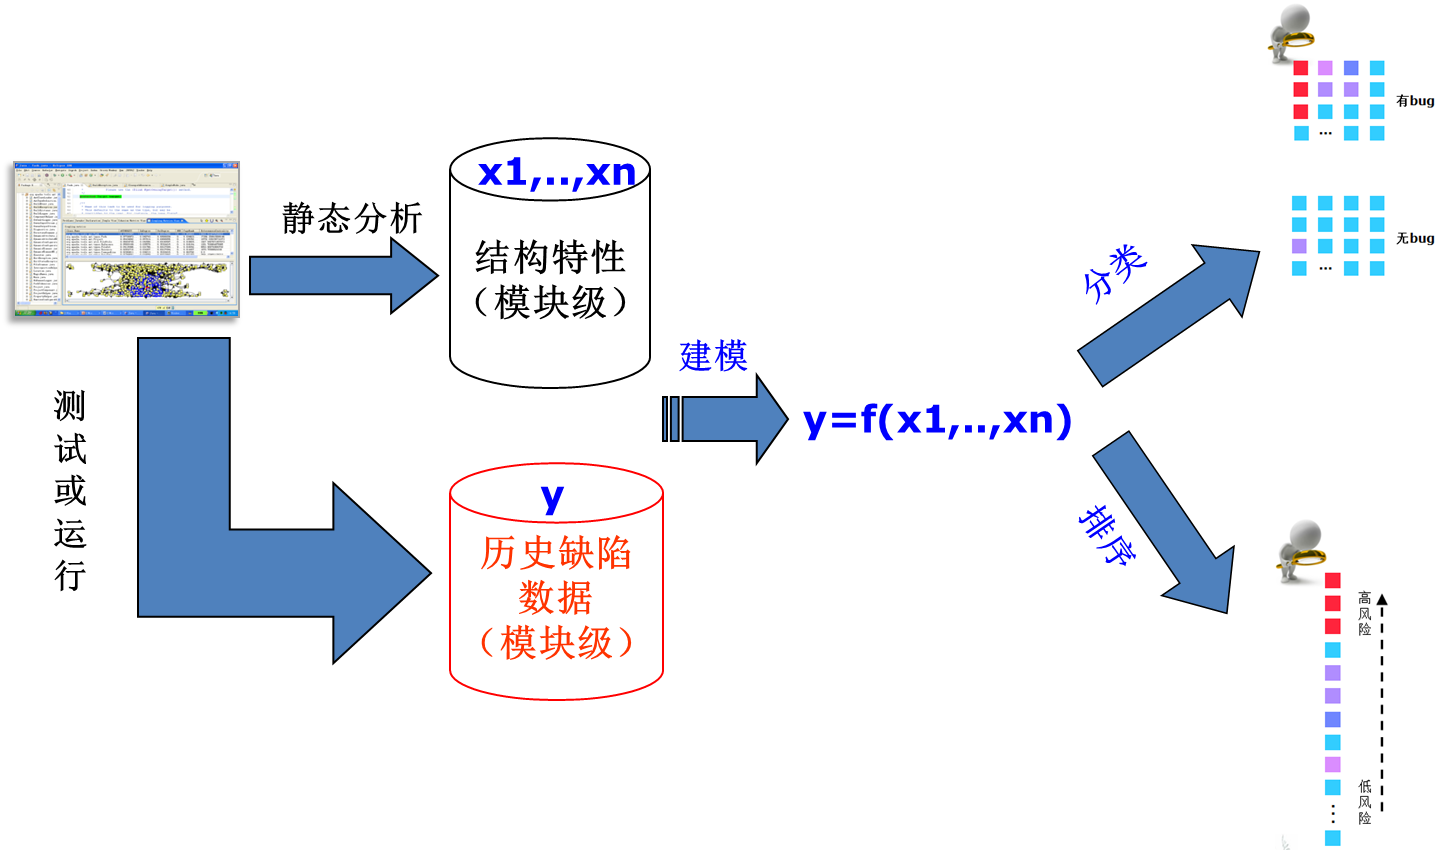 静态分析
x1,..,xn
结构特性
（模块级）
测
试
或
运
行
y
历史缺陷
数据
（模块级）
建模
y=f(x1,..,xn)
分类
排序
有bug
...
无bug
...
高
风
险
低
风
险
...